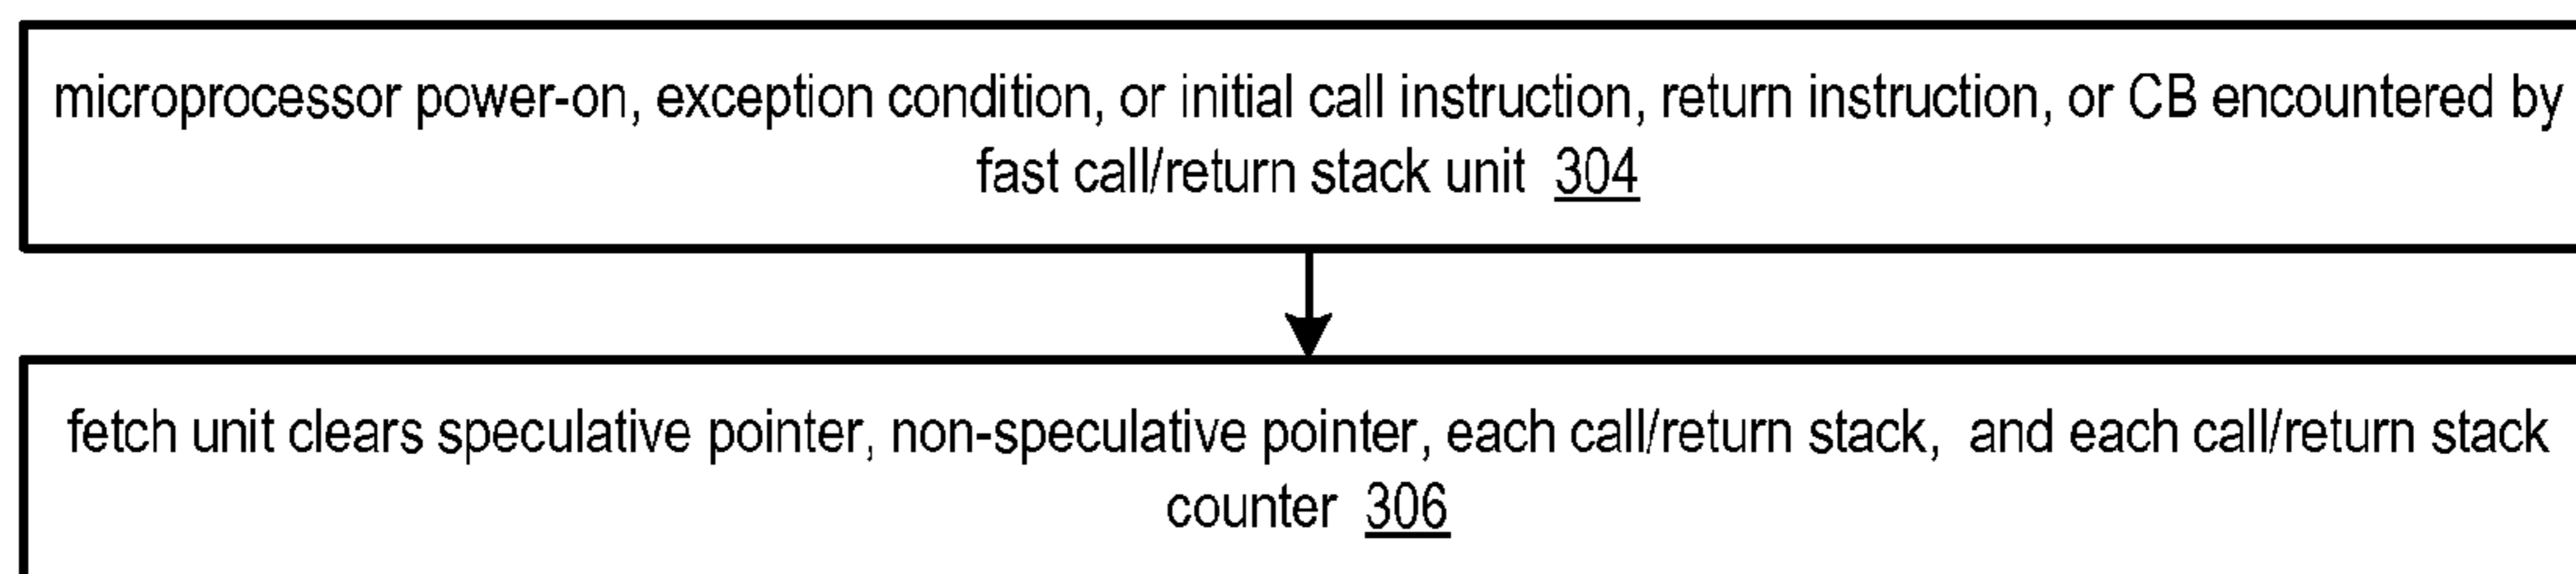 microprocessor power-on, exception condition, or initial call instruction, return instruction, or CB encountered by
fast call/return stack unit 304
fetch unit clears speculative pointer, non-speculative pointer, each call/return stack, and each call/return stack
counter 306